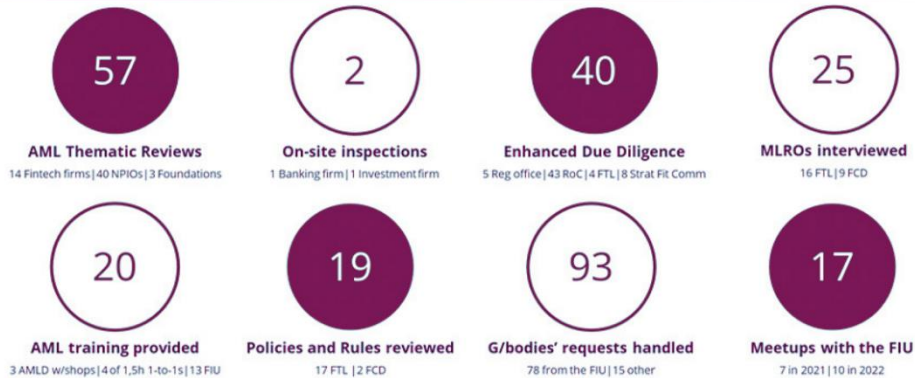 57
2
40
25
AML Thematic Reviews
On-site inspections
Enhanced Due Diligence
MLROs interviewed
14 Fintech firms|40 NPIOs|3 Foundations
1 Banking firm|1 Investment firm
5 Reg office|43 RoC|4 FTL|8 Strat Fit Comm
16 FTL|9 FCD
20
19
93
17
AML training provided
Policies and Rules reviewed
G/bodies’ requests handled
Meetups with the FIU
3 AMLD w/shops|4 of 1,5h 1-to-1s|13 FIU
17 FTL |2 FCD
78 from the FIU|15 other
7 in 2021|10 in 2022